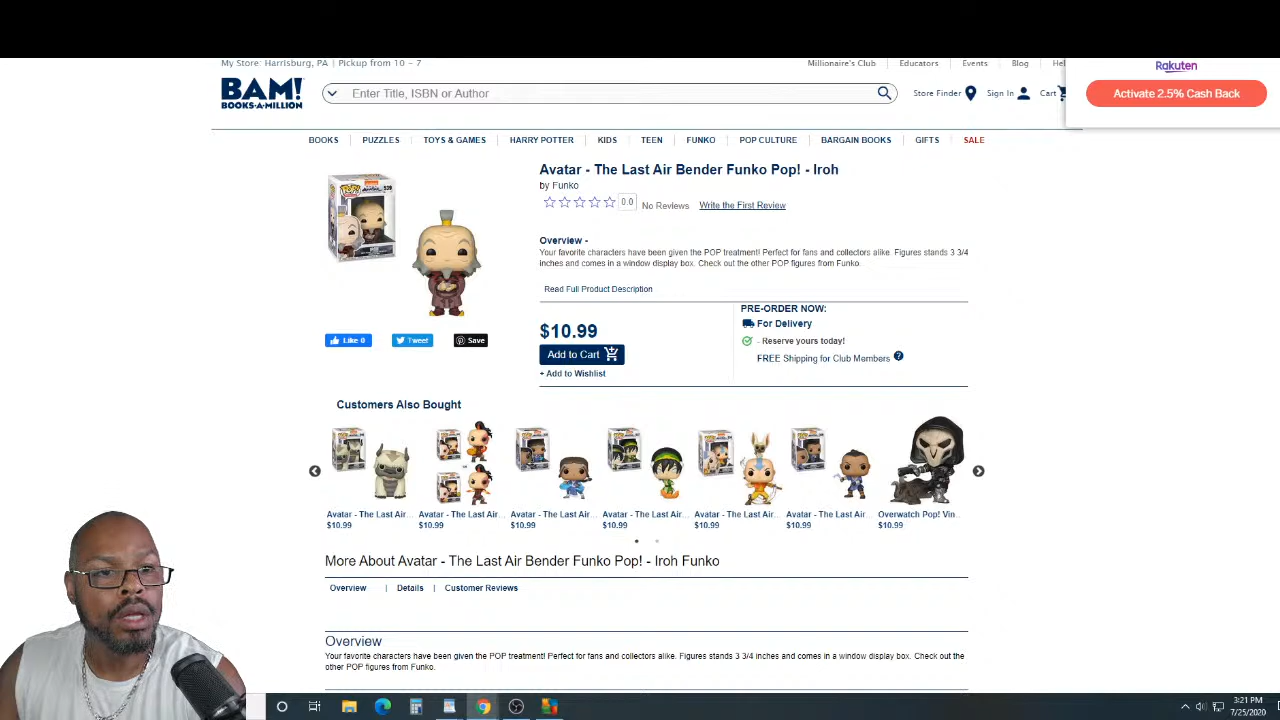 My Store: Harrisburg, PA | Pickup from 10 - 7
Millionaire's Club | Educators | Events | Blog | Hel
Rakuten
Activate 2.5% Cash Back
BAM!
BOOKS-A-MILLION
Enter Title, ISBN or Author
Store Finder Sign In Cart
BOOKS | PUZZLES | TOYS & GAMES | HARRY POTTER | KIDS | TEEN | FUNKO | POP CULTURE | BARGAIN BOOKS | GIFTS | SALE
Avatar - The Last Air Bender Funko Pop! - Iroh
by Funko
0.0 No Reviews Write the First Review
Overview -
Your favorite characters have been given the POP treatment! Perfect for fans and collectors alike. Figures stands 3 3/4
inches and comes in a window display box. Check out the other POP figures from Funko.
Read Full Product Description
$10.99
Add to Cart
+ Add to Wishlist
PRE-ORDER NOW:
For Delivery
- Reserve yours today!
FREE Shipping for Club Members ?
Like 0 Tweet Save
Customers Also Bought
Avatar - The Last Air... Avatar - The Last Air... Avatar - The Last Air... Avatar - The Last Air... Avatar - The Last Air... Avatar - The Last Air... Overwatch Pop! Vin...
$10.99 $10.99 $10.99 $10.99 $10.99 $10.99 $10.99
More About Avatar - The Last Air Bender Funko Pop! - Iroh Funko
Overview | Details | Customer Reviews
Overview
Your favorite characters have been given the POP treatment! Perfect for fans and collectors alike. Figures stands 3 3/4 inches and comes in a window display box. Check out the
other POP figures from Funko.
3:21 PM
7/25/2020